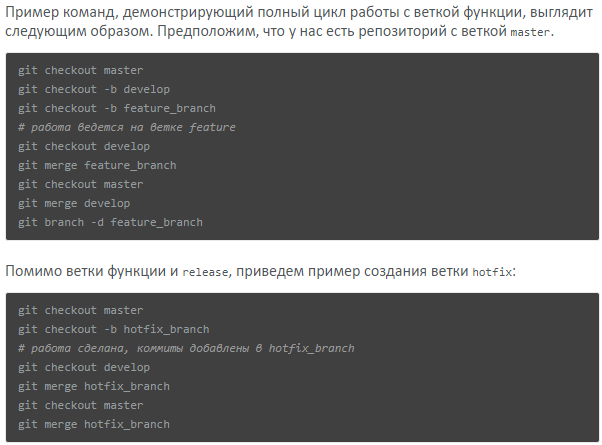 Пример команд, демонстрирующий полный цикл работы с веткой функции, выглядит
следующим образом. Предположим, что у нас есть репозиторий с веткой master.
git checkout master
git checkout -b develop
git checkout -b feature_branch
# работа ведется на ветке feature
git checkout develop
git merge feature_branch
git checkout master
git merge develop
git branch -d feature_branch
Помимо ветки функции и release, приведем пример создания ветки hotfix:
git checkout master
git checkout -b hotfix_branch
# работа сделана, коммиты добавлены в hotfix_branch
git checkout develop
git merge hotfix_branch
git checkout master
git merge hotfix_branch